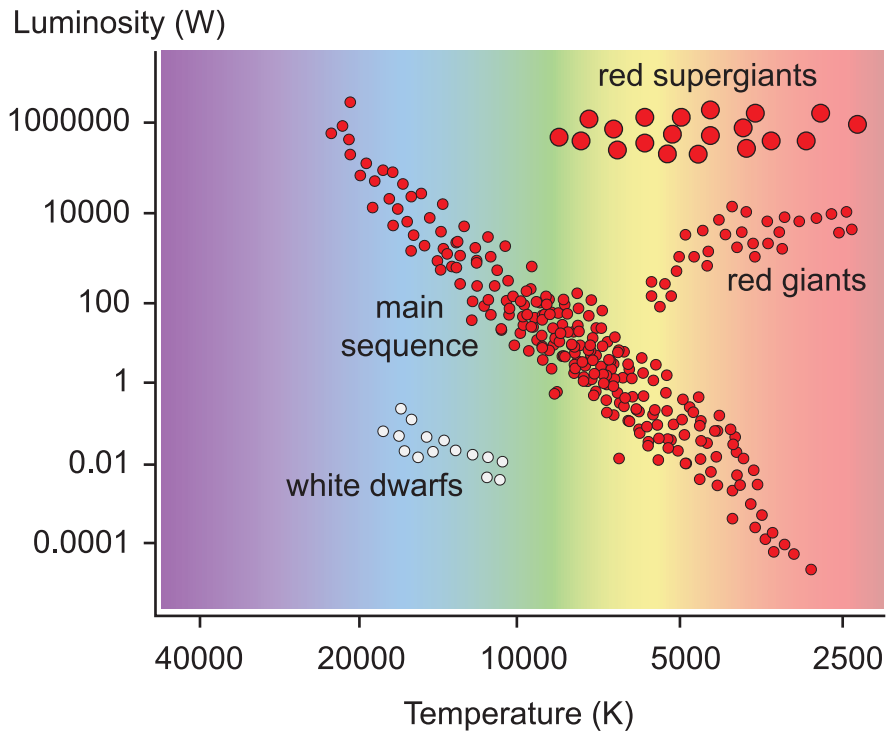 Luminosity (W)
red supergiants
1000000
10000
red giants
100
main
sequence
1
0.01
white dwarfs
0.0001
40000
20000
10000
5000
2500
Temperature (K)